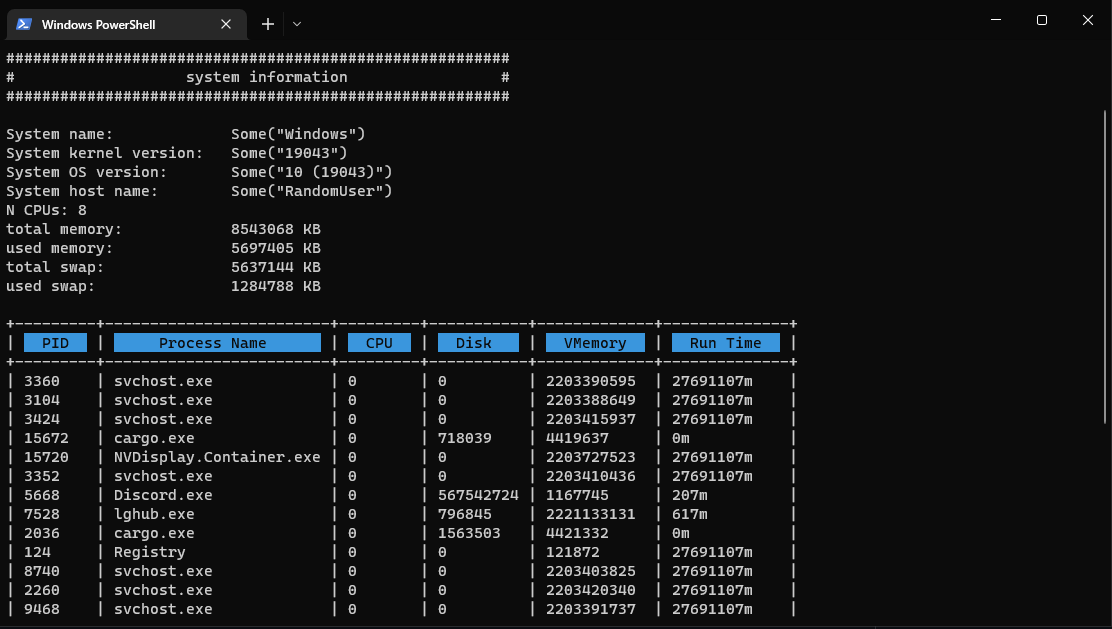 Windows PowerShell
########################################################
#                   system information                 #
########################################################
System name:             Some("Windows")
System kernel version:   Some("19043")
System OS version:       Some("10 (19043)")
System host name:        Some("RandomUser")
N CPUs: 8
total memory:            8543068 KB
used memory:             5697405 KB
total swap:              5637144 KB
used swap:               1284788 KB
+---------+-------------------------+---------+-----------+-------------+--------------+
|   PID   |      Process Name       |   CPU   |   Disk    |   VMemory   |   Run Time   |
+---------+-------------------------+---------+-----------+-------------+--------------+
| 3360    | svchost.exe             | 0       | 0         | 2203390595  | 27691107m    |
| 3104    | svchost.exe             | 0       | 0         | 2203388649  | 27691107m    |
| 3424    | svchost.exe             | 0       | 0         | 2203415937  | 27691107m    |
| 15672   | cargo.exe               | 0       | 718039    | 4419637     | 0m           |
| 15720   | NVDisplay.Container.exe | 0       | 0         | 2203727523  | 27691107m    |
| 3352    | svchost.exe             | 0       | 0         | 2203410436  | 27691107m    |
| 5668    | Discord.exe             | 0       | 567542724 | 1167745     | 207m         |
| 7528    | lghub.exe               | 0       | 796845    | 2221133131  | 617m         |
| 2036    | cargo.exe               | 0       | 1563503   | 4421332     | 0m           |
| 124     | Registry                | 0       | 0         | 121872      | 27691107m    |
| 8740    | svchost.exe             | 0       | 0         | 2203403825  | 27691107m    |
| 2260    | svchost.exe             | 0       | 0         | 2203420340  | 27691107m    |
| 9468    | svchost.exe             | 0       | 0         | 2203391737  | 27691107m    |